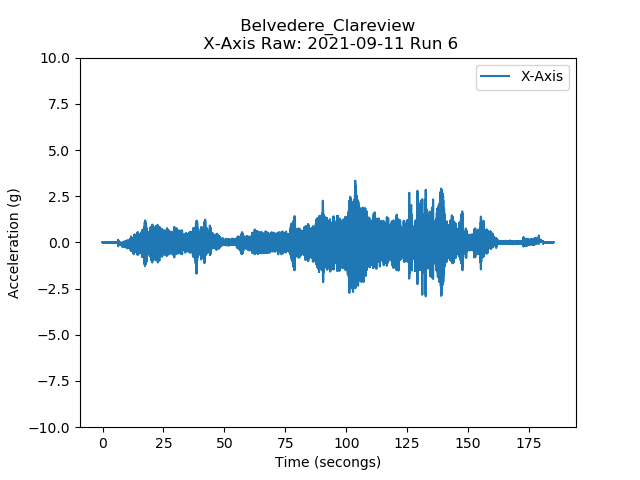 Belvedere_Clareview
X-Axis Raw: 2021-09-11 Run 6
X-Axis
10.0
7.5
5.0
2.5
0.0
−2.5
−5.0
−7.5
−10.0
Acceleration (g)
0 25 50 75 100 125 150 175
Time (secongs)